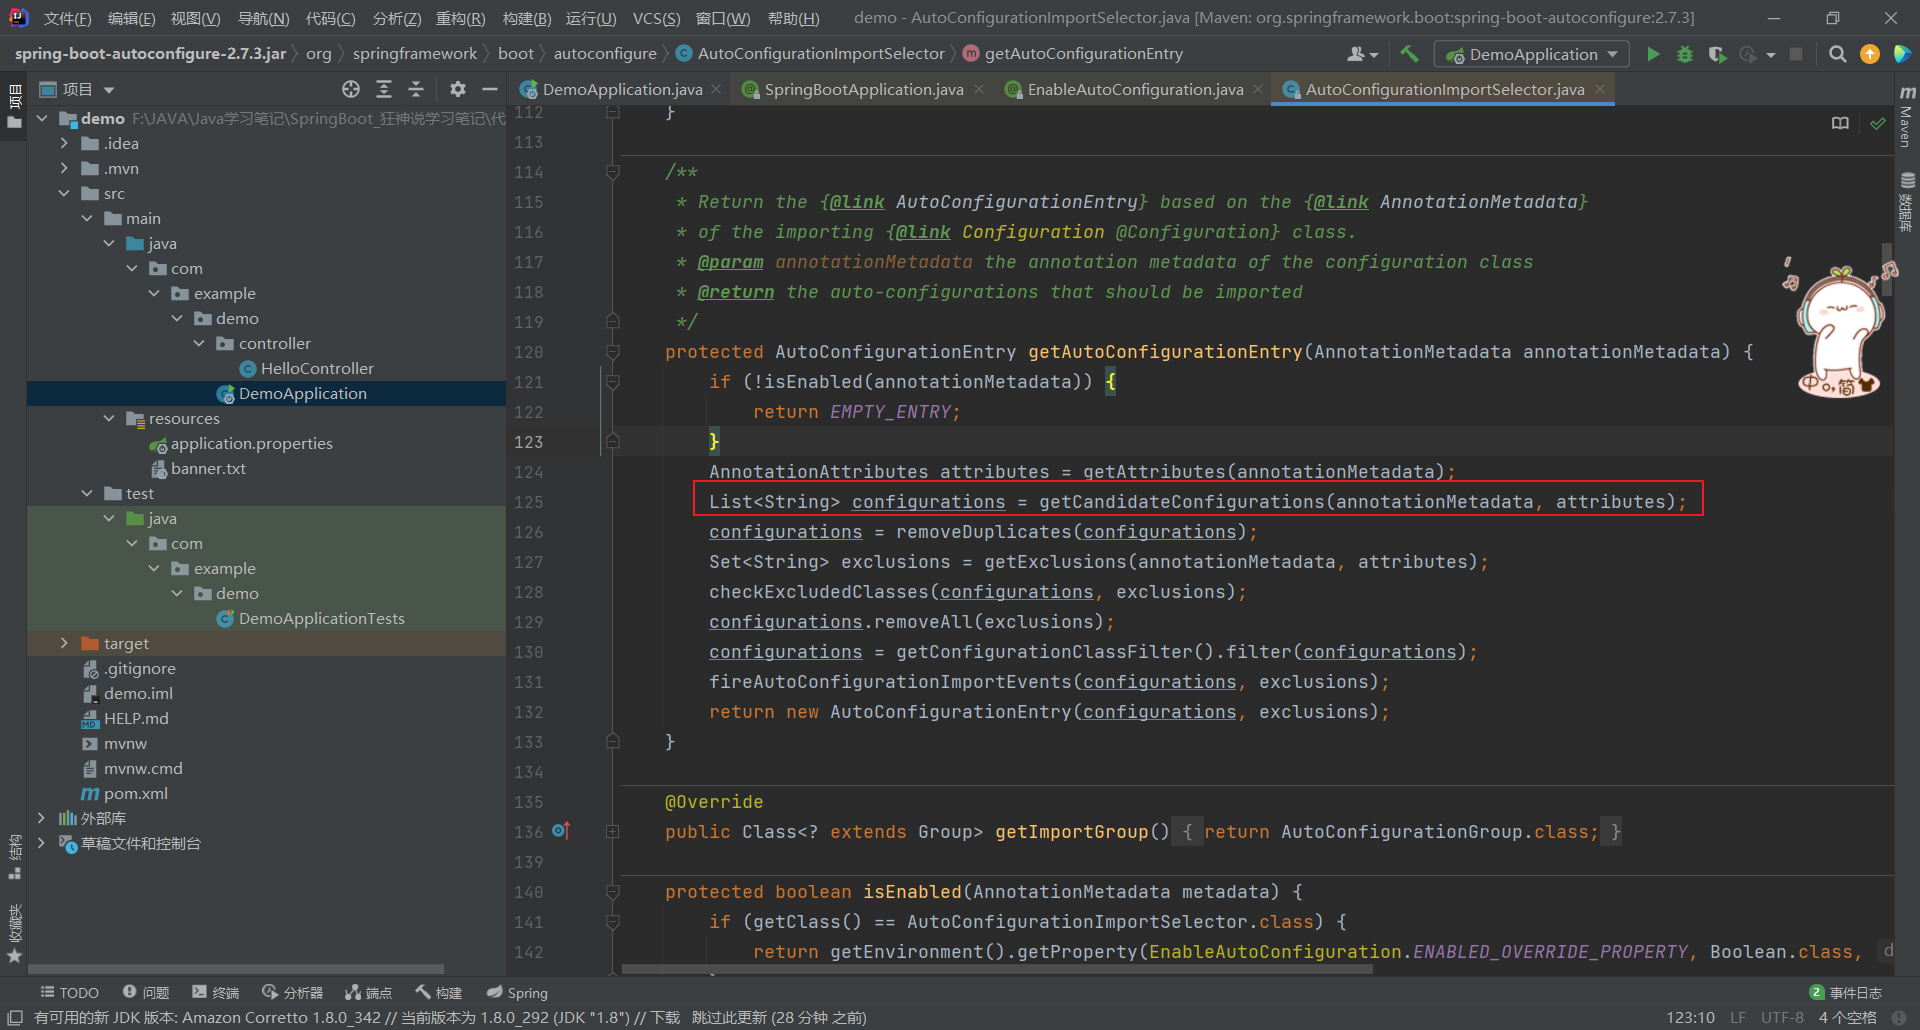 文件(F) 编辑(E) 视图(V) 导航(N) 代码(C) 分析(Z) 重构(R) 构建(B) 运行(U) VCS(S) 窗口(W) 帮助(H) demo - AutoConfigurationImportSelector.java [Maven: org.springframework.boot:spring-boot-autoconfigure:2.7.3]
spring-boot-autoconfigure-2.7.3.jar org springframework boot autoconfigure AutoConfigurationImportSelector getAutoConfigurationEntry DemoApplication
项目
DemoApplication.java SpringBootApplication.java EnableAutoConfiguration.java AutoConfigurationImportSelector.java
项目
Maven
数据库
结构
收藏夹
demo F:\JAVA\Java学习笔记\SpringBoot_狂神说学习笔记\代
.idea
.mvn
src
main
java
com
example
demo
controller
HelloController
DemoApplication
resources
application.properties
banner.txt
test
java
com
example
demo
DemoApplicationTests
target
.gitignore
demo.iml
HELP.md
mvnw
mvnw.cmd
pom.xml
外部库
草稿文件和控制台
112 }
113
114 /**
115 * Return the {@link AutoConfigurationEntry} based on the {@link AnnotationMetadata}
116 * of the importing {@link Configuration @Configuration} class.
117 * @param annotationMetadata the annotation metadata of the configuration class
118 * @return the auto-configurations that should be imported
119 */
120 protected AutoConfigurationEntry getAutoConfigurationEntry(AnnotationMetadata annotationMetadata) {
121 if (!isEnabled(annotationMetadata)) {
122 return EMPTY_ENTRY;
123 }
124 AnnotationAttributes attributes = getAttributes(annotationMetadata);
125 List<String> configurations = getCandidateConfigurations(annotationMetadata, attributes);
126 configurations = removeDuplicates(configurations);
127 Set<String> exclusions = getExclusions(annotationMetadata, attributes);
128 checkExcludedClasses(configurations, exclusions);
129 configurations.removeAll(exclusions);
130 configurations = getConfigurationClassFilter().filter(configurations);
131 fireAutoConfigurationImportEvents(configurations, exclusions);
132 return new AutoConfigurationEntry(configurations, exclusions);
133 }
134
135 @Override
136 public Class<? extends Group> getImportGroup() { return AutoConfigurationGroup.class; }
139
140 protected boolean isEnabled(AnnotationMetadata metadata) {
141 if (getClass() == AutoConfigurationImportSelector.class) {
142 return getEnvironment().getProperty(EnableAutoConfiguration.ENABLED_OVERRIDE_PROPERTY, Boolean.class, d
中 简
TODO 问题 终端 分析器 端点 构建 Spring 2 事件日志
有可用的新 JDK 版本: Amazon Corretto 1.8.0_342 // 当前版本为 1.8.0_292 (JDK "1.8") // 下载 跳过此更新 (28 分钟 之前) 123:10 LF UTF-8 4 个空格